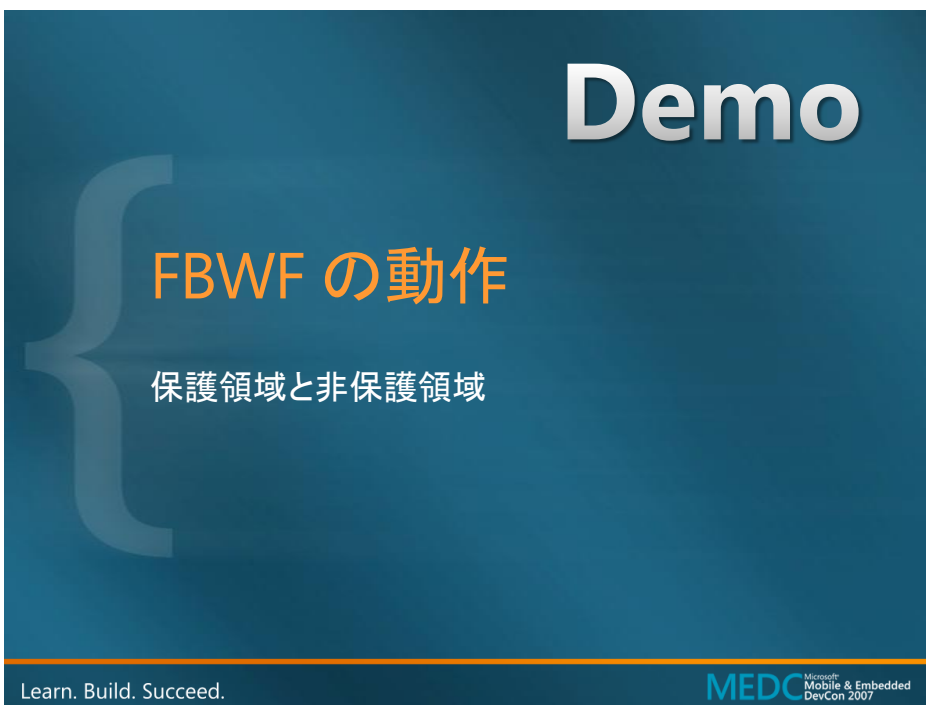 Demo
FBWF の動作
保護領域と非保護領域
Learn. Build. Succeed.
MEDC Microsoft
Mobile & Embedded
DevCon 2007